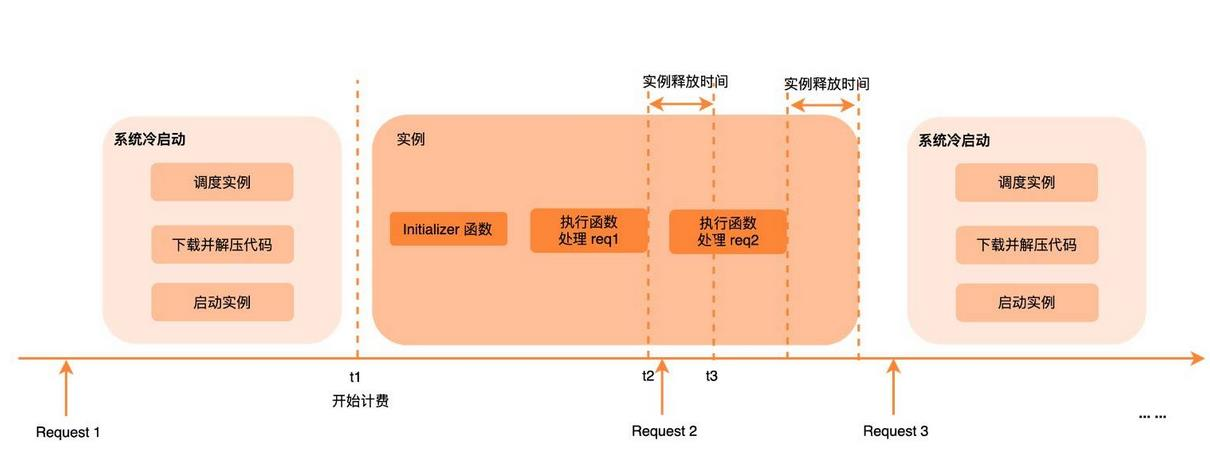 实例释放时间
实例释放时间
系统冷启动
调度实例
下载并解压代码
启动实例
实例
Initializer 函数
执行函数
处理 req1
执行函数
处理 req2
系统冷启动
调度实例
下载并解压代码
启动实例
t1
开始计费
t2
t3
Request 1
Request 2
Request 3
... ...